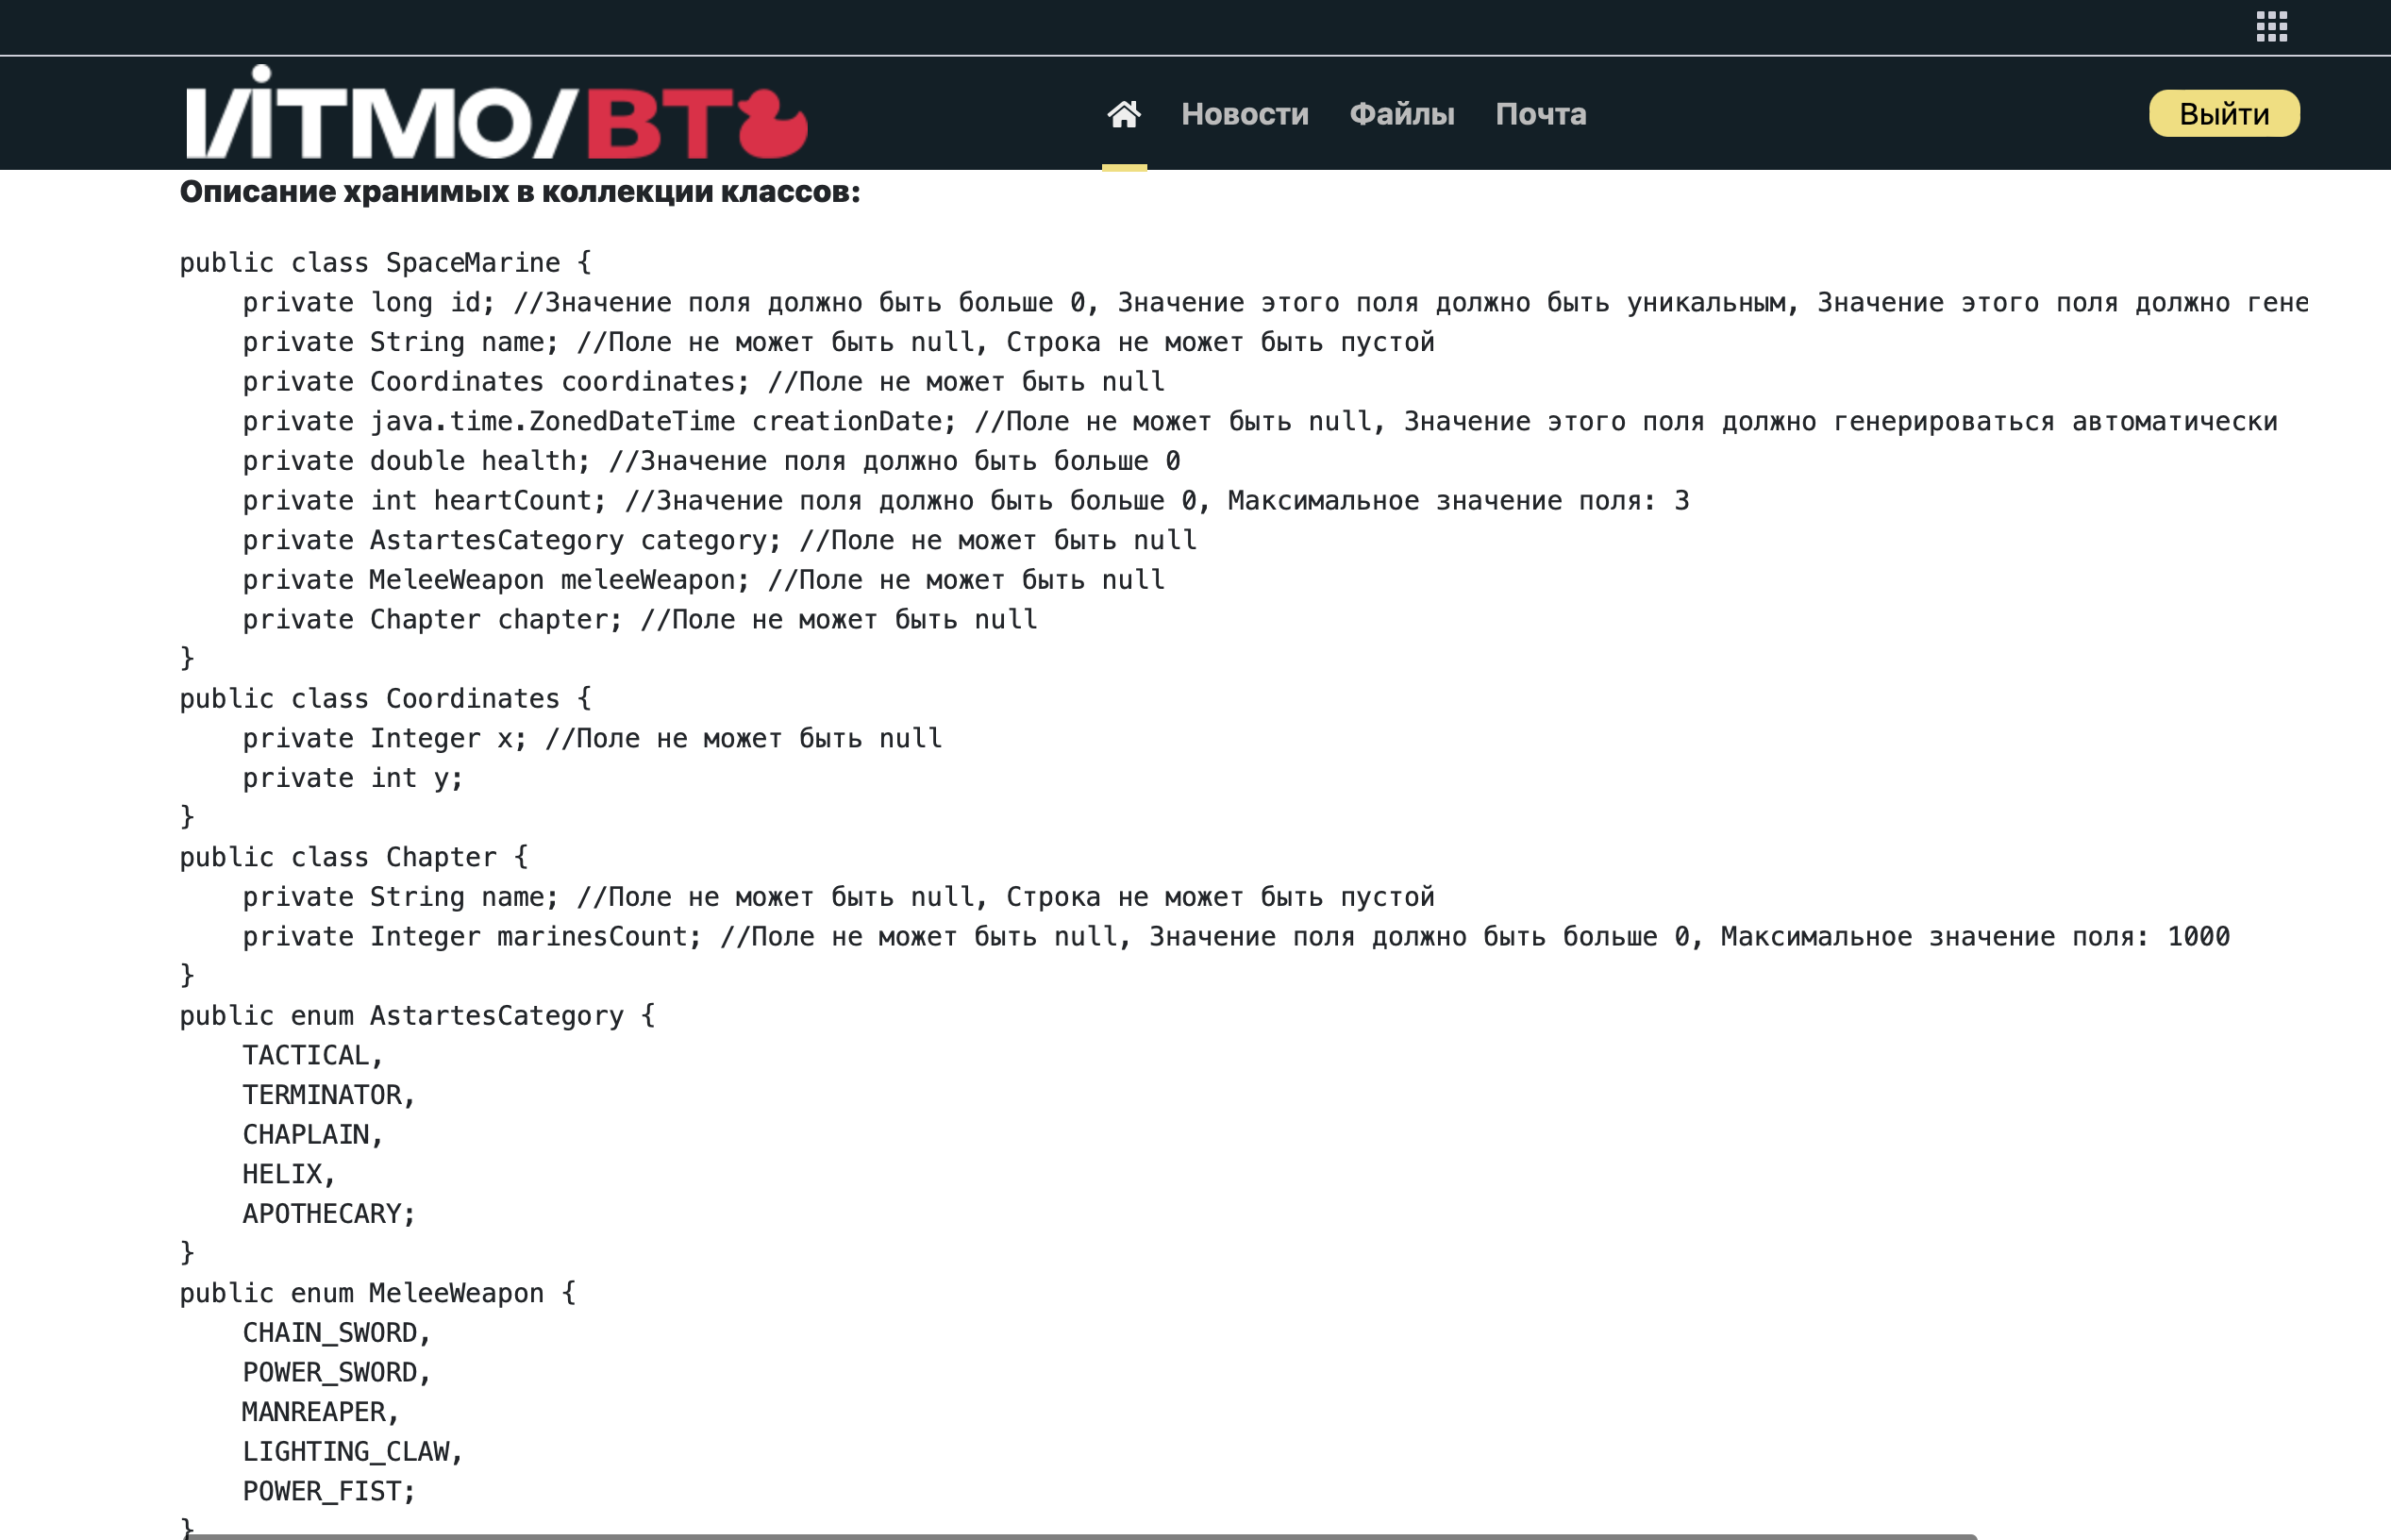 ИTMO/ВТ
Новости Файлы Почта
Выйти
Описание хранимых в коллекции классов:
public class SpaceMarine {
    private long id; //Значение поля должно быть больше 0, Значение этого поля должно быть уникальным, Значение этого поля должно гене
    private String name; //Поле не может быть null, Строка не может быть пустой
    private Coordinates coordinates; //Поле не может быть null
    private java.time.ZonedDateTime creationDate; //Поле не может быть null, Значение этого поля должно генерироваться автоматически
    private double health; //Значение поля должно быть больше 0
    private int heartCount; //Значение поля должно быть больше 0, Максимальное значение поля: 3
    private AstartesCategory category; //Поле не может быть null
    private MeleeWeapon meleeWeapon; //Поле не может быть null
    private Chapter chapter; //Поле не может быть null
}
public class Coordinates {
    private Integer x; //Поле не может быть null
    private int y;
}
public class Chapter {
    private String name; //Поле не может быть null, Строка не может быть пустой
    private Integer marinesCount; //Поле не может быть null, Значение поля должно быть больше 0, Максимальное значение поля: 1000
}
public enum AstartesCategory {
    TACTICAL,
    TERMINATOR,
    CHAPLAIN,
    HELIX,
    APOTHECARY;
}
public enum MeleeWeapon {
    CHAIN_SWORD,
    POWER_SWORD,
    MANREAPER,
    LIGHTING_CLAW,
    POWER_FIST;
}